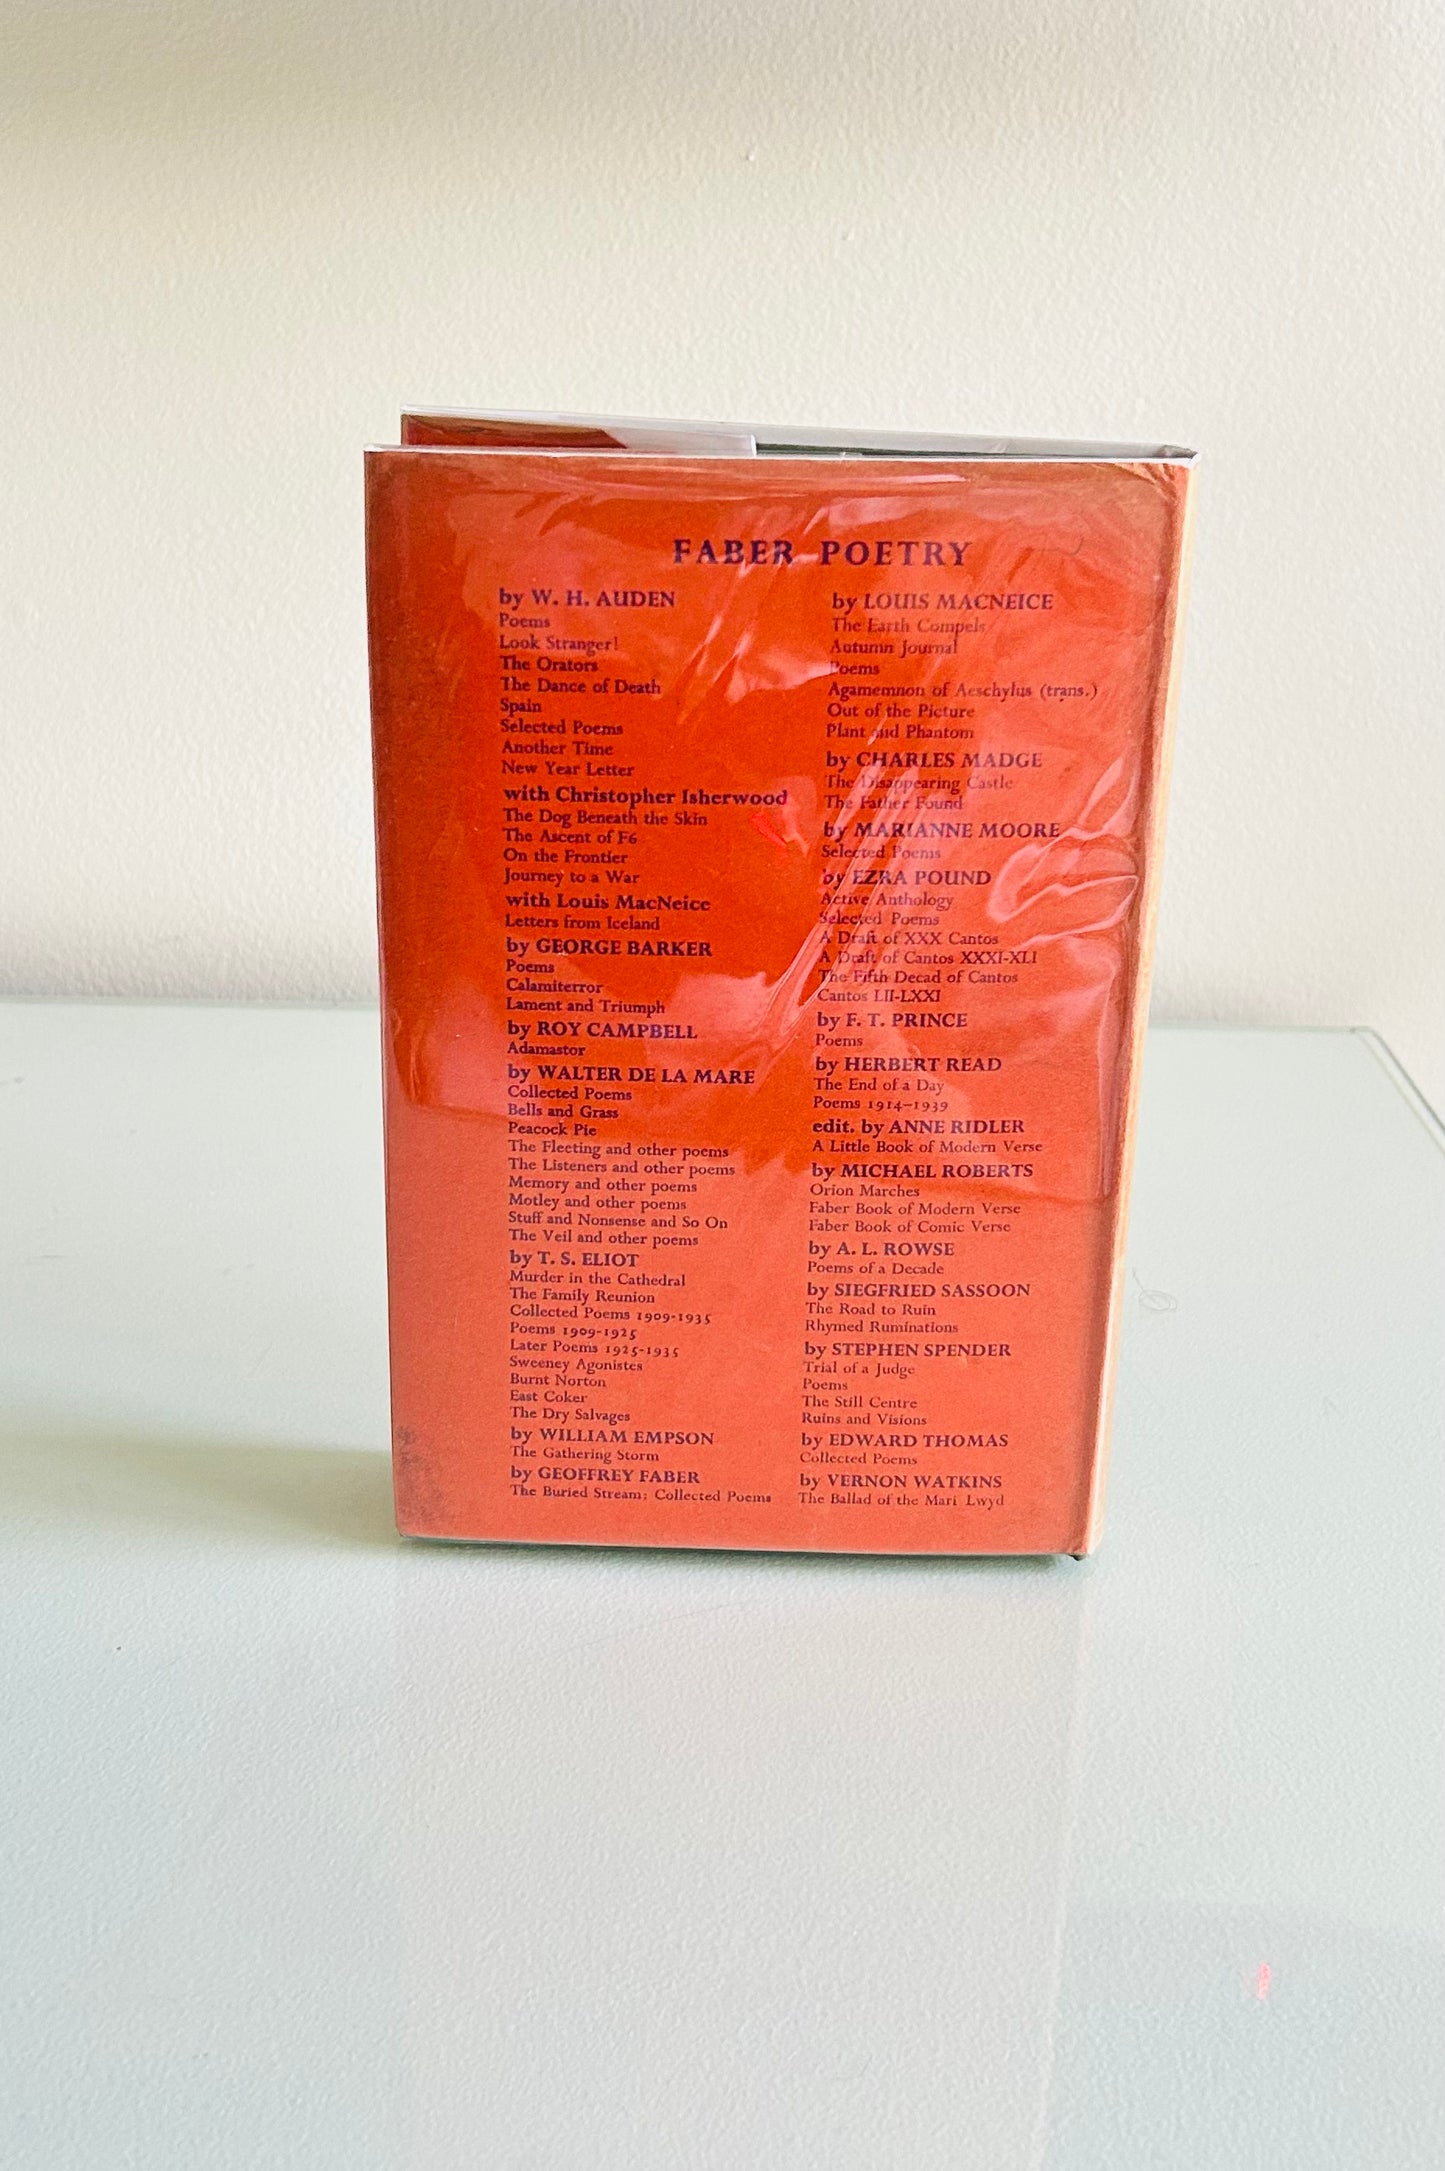 FABER POETRY
by W. H. AUDEN
Poems
Look Stranger!
The Orators
The Dance of Death
Spain
Selected Poems
Another Time
New Year Letter
with Christopher Isherwood
The Dog Beneath the Skin
The Ascent of F6
On the Frontier
Journey to a War
with Louis MacNeice
Letters from Iceland
by GEORGE BARKER
Poems
Calamiterror
Lament and Triumph
by ROY CAMPBELL
Adamastor
by WALTER DE LA MARE
Collected Poems
Bells and Grass
Peacock Pie
The Fleeting and other poems
The Listeners and other poems
Memory and other poems
Motley and other poems
Stuff and Nonsense and So On
The Veil and other poems
by T. S. ELIOT
Murder in the Cathedral
The Family Reunion
Collected Poems 1909-1935
Poems 1909-1925
Later Poems 1925-1935
Sweeney Agonistes
Burnt Norton
East Coker
The Dry Salvages
by WILLIAM EMPSON
The Gathering Storm
by GEOFFREY FABER
The Buried Stream: Collected Poems
by LOUIS MACNEICE
The Earth Compels
Autumn Journal
Poems
Agamemnon of Aeschylus (trans.)
Out of the Picture
Plant and Phantom
by CHARLES MADGE
The Disappearing Castle
The Father Found
by MARIANNE MOORE
Selected Poems
by EZRA POUND
Active Anthology
Selected Poems
A Draft of XXX Cantos
A Draft of Cantos XXXI-XLI
The Fifth Decad of Cantos
Cantos LII-LXXI
by F. T. PRINCE
Poems
by HERBERT READ
The End of a Day
Poems 1914-1939
edit. by ANNE RIDLER
A Little Book of Modern Verse
by MICHAEL ROBERTS
Orion Marches
Faber Book of Modern Verse
Faber Book of Comic Verse
by A. L. ROWSE
Poems of a Decade
by SIEGFRIED SASSOON
The Road to Ruin
Rhymed Ruminations
by STEPHEN SPENDER
Trial of a Judge
Poems
The Still Centre
Ruins and Visions
by EDWARD THOMAS
Collected Poems
by VERNON WATKINS
The Ballad of the Mari Lwyd